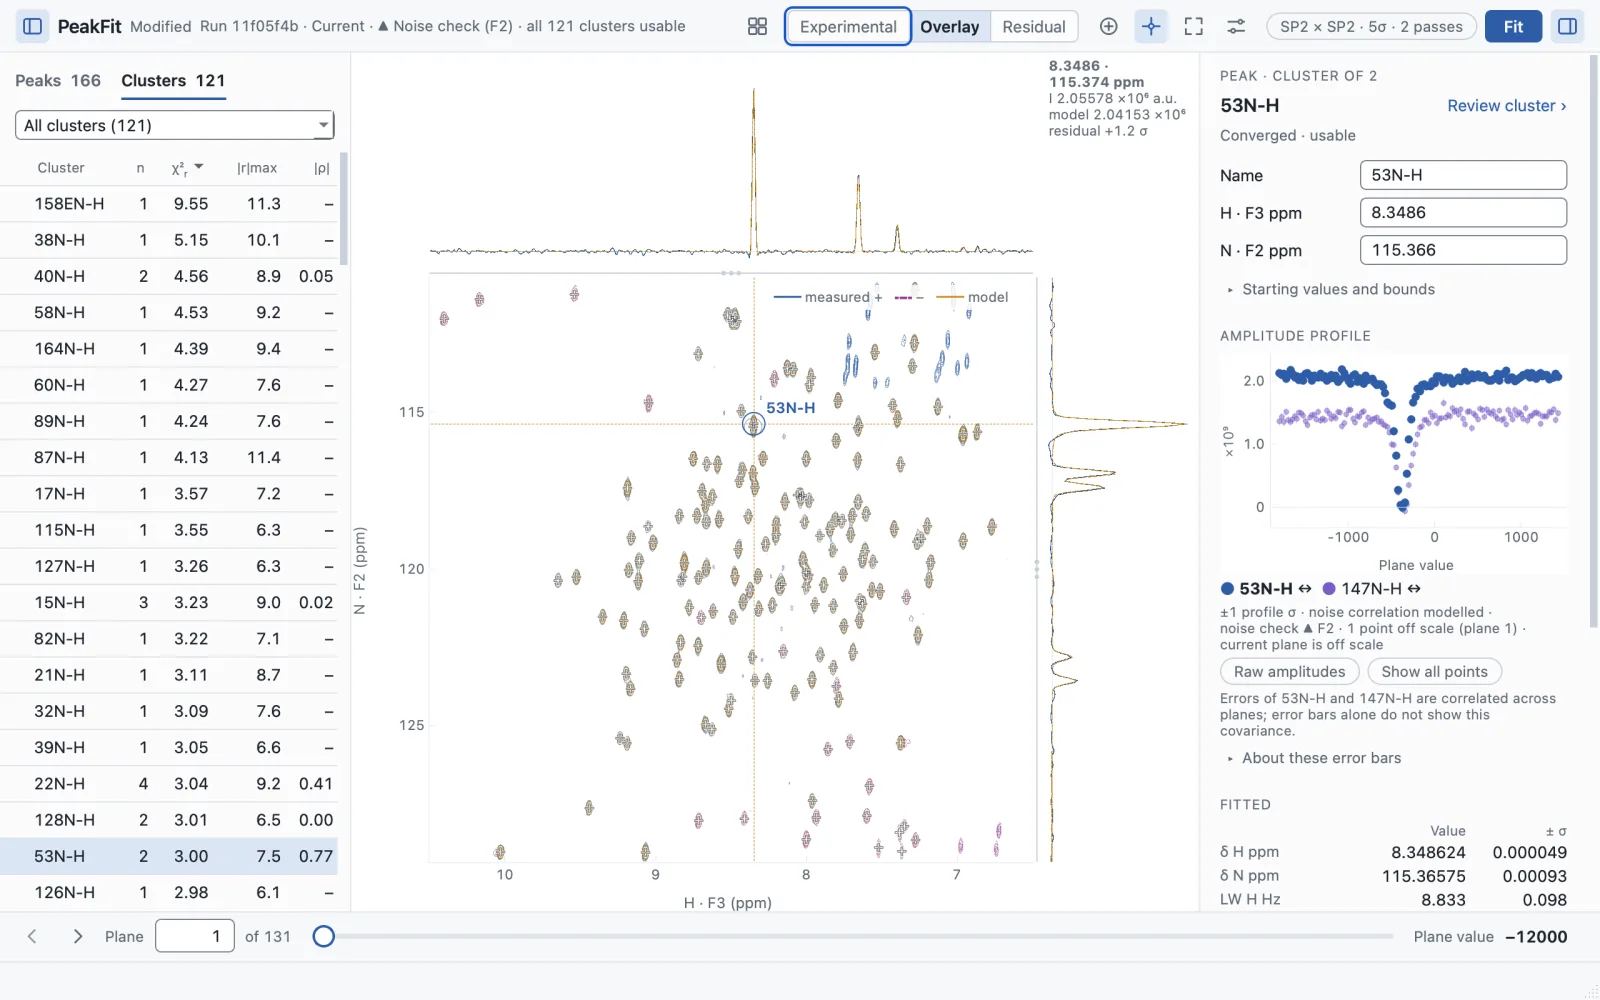 PeakFit Modified Run 11f05f4b · Current · ▲ Noise check (F2) · all 121 clusters usable
Experimental Overlay Residual
SP2 × SP2 · 5σ · 2 passes
Fit
Peaks 166 Clusters 121
All clusters (121)
Cluster n χ²r |r|max |ρ|
158EN-H 1 9.55 11.3 –
38N-H 1 5.15 10.1 –
40N-H 2 4.56 8.9 0.05
58N-H 1 4.53 9.2 –
164N-H 1 4.39 9.4 –
60N-H 1 4.27 7.6 –
89N-H 1 4.24 7.6 –
87N-H 1 4.13 11.4 –
17N-H 1 3.57 7.2 –
115N-H 1 3.55 6.3 –
127N-H 1 3.26 6.3 –
15N-H 3 3.23 9.0 0.02
82N-H 1 3.22 7.1 –
21N-H 1 3.11 8.7 –
32N-H 1 3.09 7.6 –
39N-H 1 3.05 6.6 –
22N-H 4 3.04 9.2 0.41
128N-H 2 3.01 6.5 0.00
53N-H 2 3.00 7.5 0.77
126N-H 1 2.98 6.1 –
8.3486 ·
115.374 ppm
I 2.05578 ×10⁶ a.u.
model 2.04153 ×10⁶
residual +1.2 σ
measured + – model
53N-H
115
120
125
N · F2 (ppm)
10 9 8 7
H · F3 (ppm)
PEAK · CLUSTER OF 2
53N-H Review cluster ›
Converged · usable
Name 53N-H
H · F3 ppm 8.3486
N · F2 ppm 115.366
▸ Starting values and bounds
AMPLITUDE PROFILE
2.0
1.0
0
×10⁹
-1000 0 1000
Plane value
53N-H ↔ 147N-H ↔
±1 profile σ · noise correlation modelled ·
noise check ▲ F2 · 1 point off scale (plane 1) ·
current plane is off scale
Raw amplitudes Show all points
Errors of 53N-H and 147N-H are correlated across
planes; error bars alone do not show this
covariance.
▸ About these error bars
FITTED
Value ± σ
δ H ppm 8.348624 0.000049
δ N ppm 115.36575 0.00093
LW H Hz 8.833 0.098
Plane 1 of 131
Plane value −12000